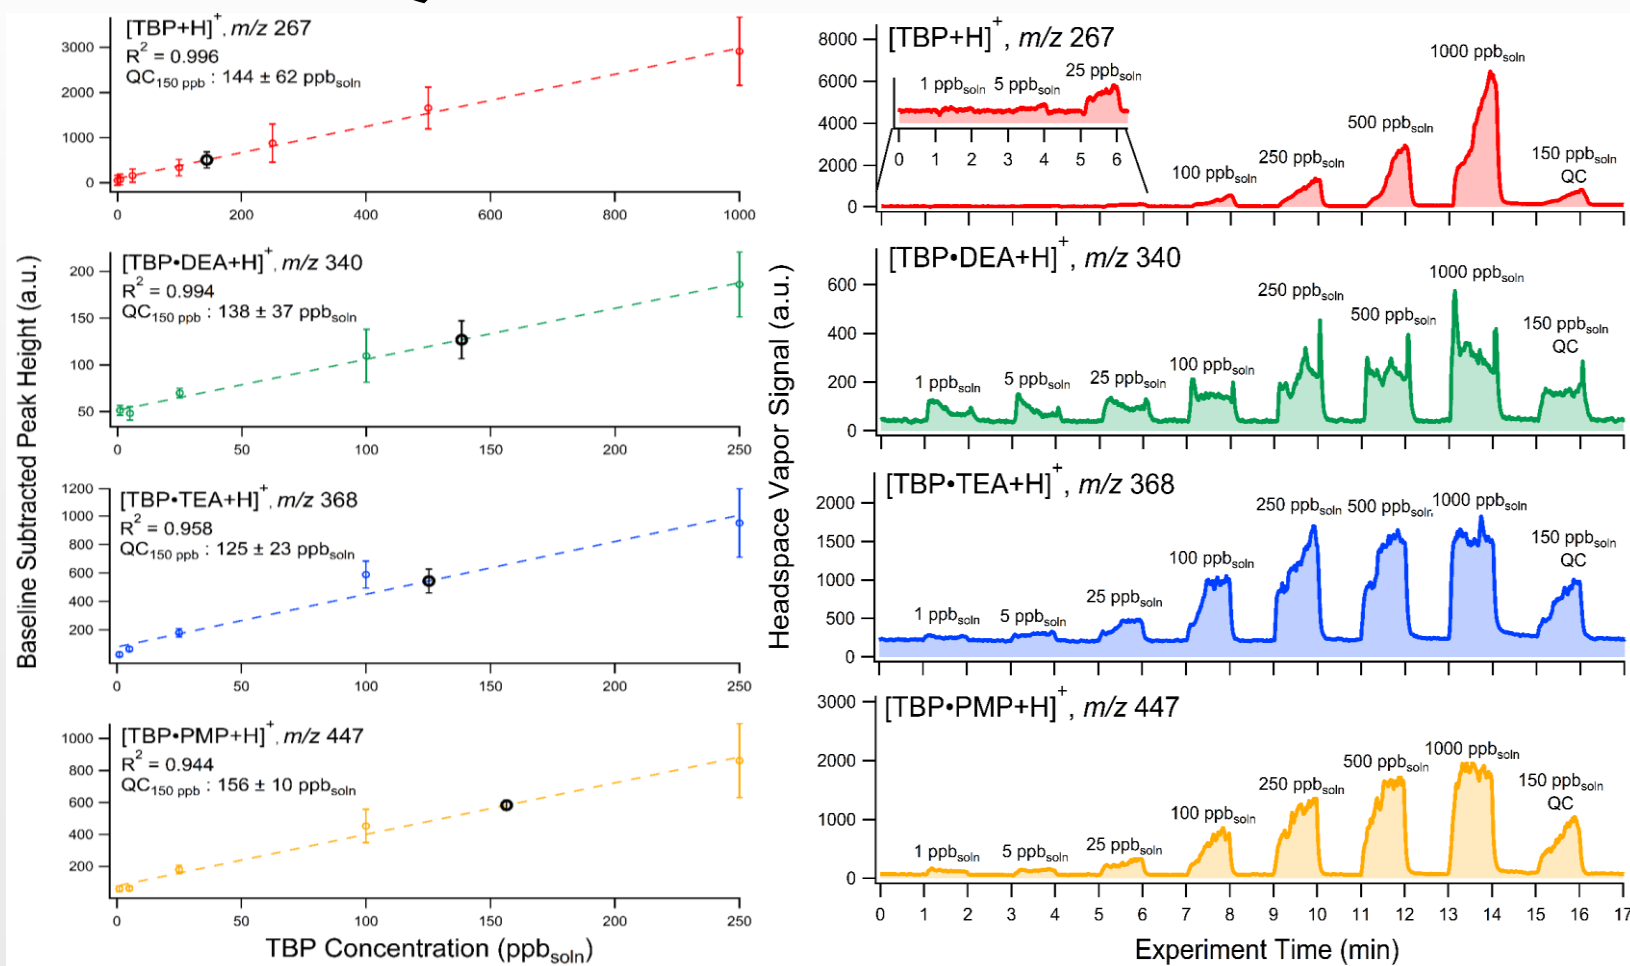 [TBP+H]+, m/z 267
R2 = 0.996
QC150 ppb : 144 ± 62 ppbsoln
3000
2000
1000
0
0 200 400 600 800 1000
[TBP•DEA+H]+, m/z 340
R2 = 0.994
QC150 ppb : 138 ± 37 ppbsoln
200
150
100
50
0 50 100 150 200 250
[TBP•TEA+H]+, m/z 368
R2 = 0.958
QC150 ppb : 125 ± 23 ppbsoln
1200
1000
800
600
400
200
0 50 100 150 200 250
[TBP•PMP+H]+, m/z 447
R2 = 0.944
QC150 ppb : 156 ± 10 ppbsoln
1000
800
600
400
200
0 50 100 150 200 250
Baseline Subtracted Peak Height (a.u.)
TBP Concentration (ppbsoln)
[TBP+H]+, m/z 267
8000
6000
4000
2000
0
1 ppbsoln 5 ppbsoln 25 ppbsoln
0 1 2 3 4 5 6
100 ppbsoln
250 ppbsoln
500 ppbsoln
1000 ppbsoln
150 ppbsoln
QC
[TBP•DEA+H]+, m/z 340
600
400
200
0
1 ppbsoln
5 ppbsoln
25 ppbsoln
100 ppbsoln
250 ppbsoln
500 ppbsoln
1000 ppbsoln
150 ppbsoln
QC
[TBP•TEA+H]+, m/z 368
2000
1500
1000
500
0
1 ppbsoln
5 ppbsoln
25 ppbsoln
100 ppbsoln
250 ppbsoln
500 ppbsoln
1000 ppbsoln
150 ppbsoln
QC
[TBP•PMP+H]+, m/z 447
3000
2000
1000
0
1 ppbsoln
5 ppbsoln
25 ppbsoln
100 ppbsoln
250 ppbsoln
500 ppbsoln
1000 ppbsoln
150 ppbsoln
QC
0 1 2 3 4 5 6 7 8 9 10 11 12 13 14 15 16 17
Headspace Vapor Signal (a.u.)
Experiment Time (min)